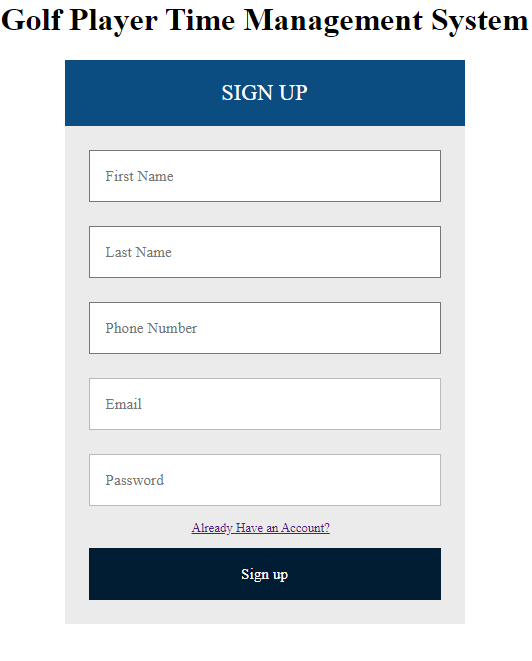 Golf Player Time Management System
SIGN UP
First Name
Last Name
Phone Number
Email
Password
Already Have an Account?
Sign up